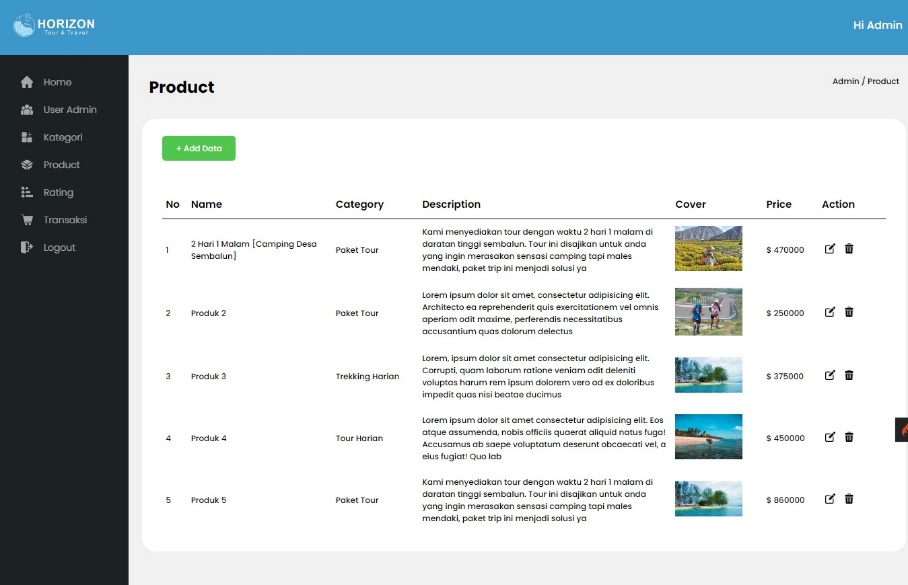 HORIZON
Tour & Travel
Hi Admin
Home
User Admin
Kategori
Product
Rating
Transaksi
Logout
Product
Admin / Product
+ Add Data
No Name Category Description Cover Price Action
1 2 Hari 1 Malam [Camping Desa Sembalun] Paket Tour
Kami menyediakan tour dengan waktu 2 hari 1 malam di
daratan tinggi sembalun. Tour ini disajikan untuk anda
yang ingin merasakan sensasi camping tapi males
mendaki, paket trip ini menjadi solusi ya
$ 470000
2 Produk 2 Paket Tour
Lorem ipsum dolor sit amet, consectetur adipisicing elit.
Architecto ea reprehenderit quis exercitationem vel omnis
aperiam odit maxime, perferendis necessitatibus
accusantium quas dolorum delectus
$ 250000
3 Produk 3 Trekking Harian
Lorem, ipsum dolor sit amet consectetur adipisicing elit.
Corrupti, quam laborum ratione veniam odit deleniti
voluptas harum rem ipsum dolorem vero ad ex doloribus
impedit quas nisi beatae ducimus
$ 375000
4 Produk 4 Tour Harian
Lorem ipsum dolor sit amet consectetur adipisicing elit. Eos
atque assumenda, nobis officiis quaerat aliquid natus fuga!
Accusamus ab saepe voluptatum deserunt obcaecati vel, a
eius fugiat! Quo lab
$ 450000
5 Produk 5 Paket Tour
Kami menyediakan tour dengan waktu 2 hari 1 malam di
daratan tinggi sembalun. Tour ini disajikan untuk anda
yang ingin merasakan sensasi camping tapi males
mendaki, paket trip ini menjadi solusi ya
$ 860000